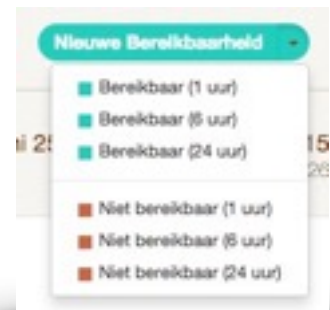 Nieuwe Bereikbaarheid
Bereikbaar (1 uur)
Bereikbaar (6 uur)
Bereikbaar (24 uur)
Niet bereikbaar (1 uur)
Niet bereikbaar (6 uur)
Niet bereikbaar (24 uur)